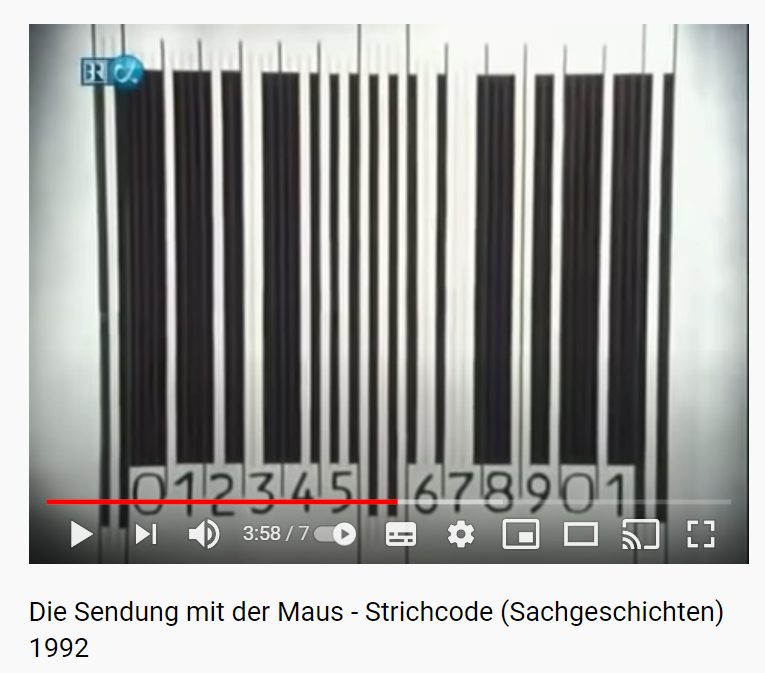 BR
012345 678901
3:58 / 7
Die Sendung mit der Maus - Strichcode (Sachgeschichten)
1992